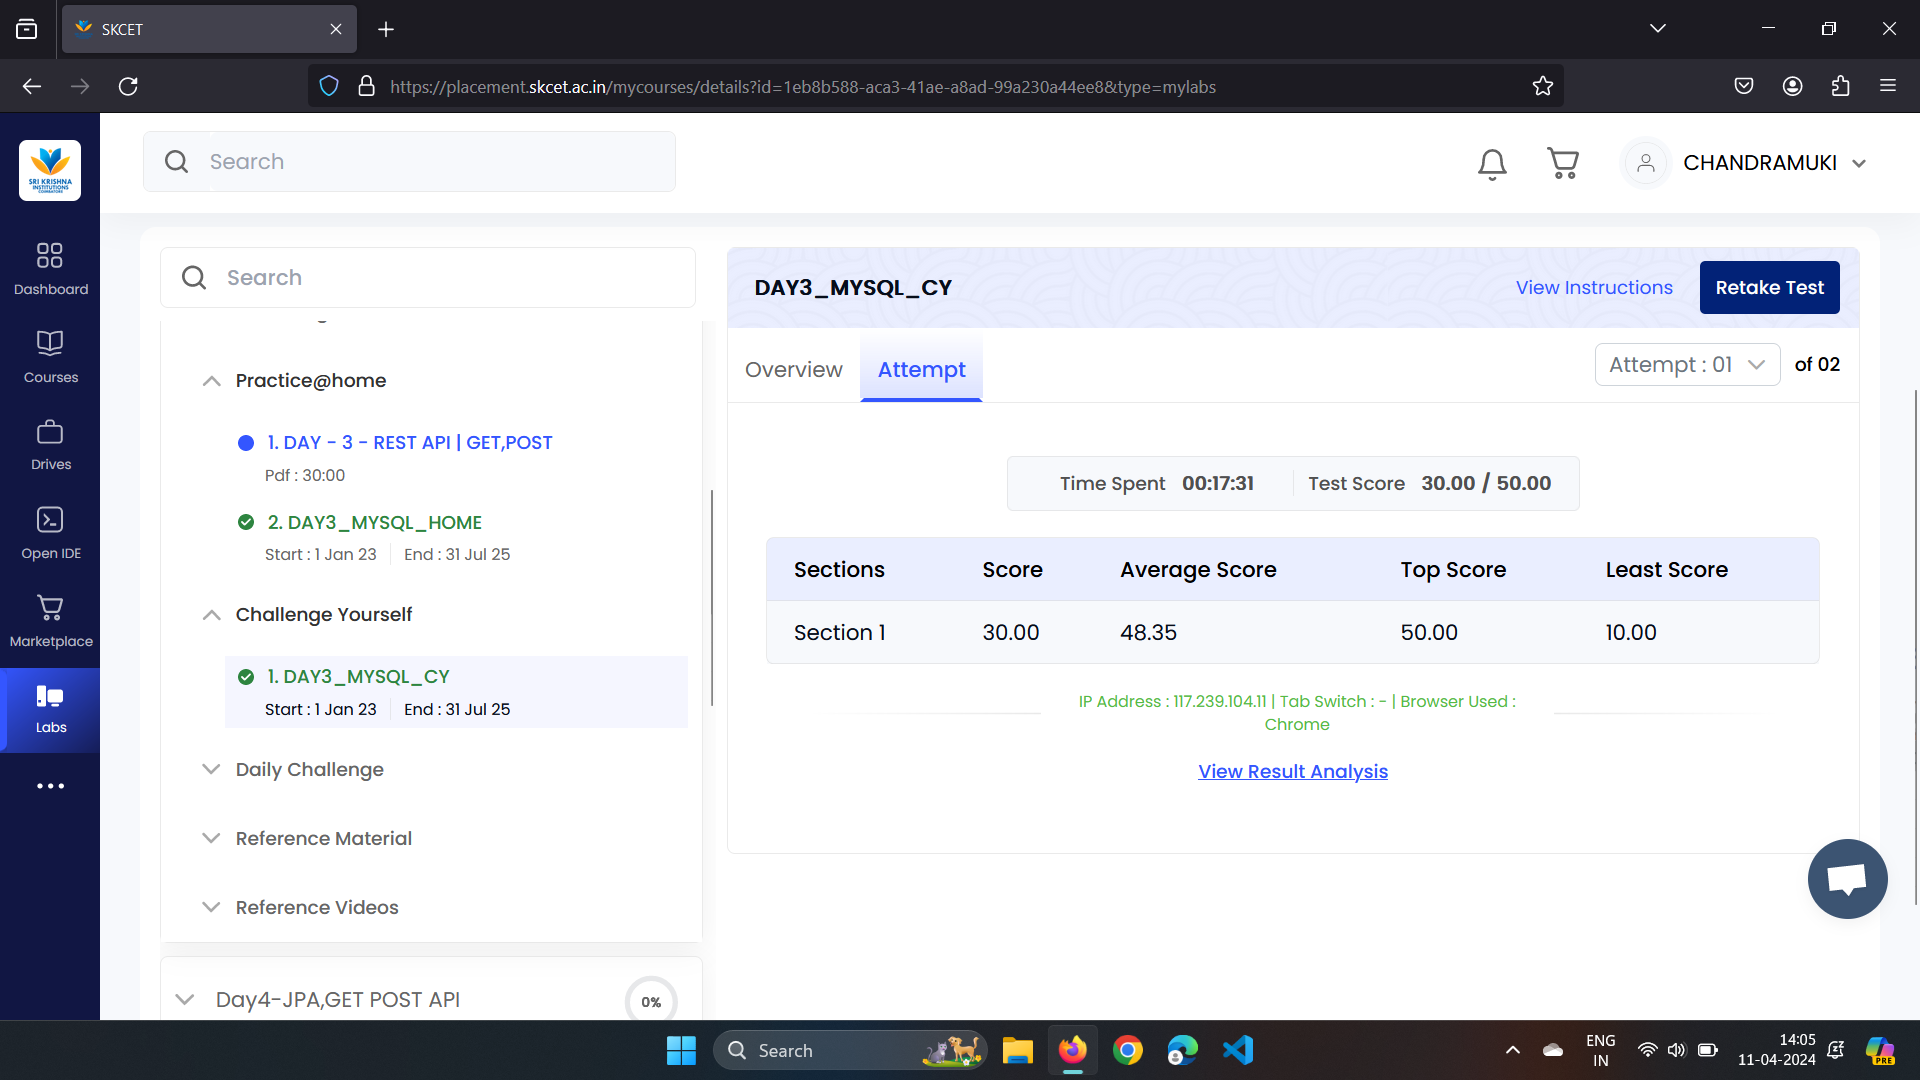 SKCET
https://placement.skcet.ac.in/mycourses/details?id=1eb8b588-aca3-41ae-a8ad-99a230a44ee8&type=mylabs
SRI KRISHNA
INSTITUTIONS
COIMBATORE
Search
CHANDRAMUKI
Dashboard
Courses
Drives
Open IDE
Marketplace
Labs
Search
Practice@home
1. DAY - 3 - REST API | GET,POST
Pdf : 30:00
2. DAY3_MYSQL_HOME
Start : 1 Jan 23 End : 31 Jul 25
Challenge Yourself
1. DAY3_MYSQL_CY
Start : 1 Jan 23 End : 31 Jul 25
Daily Challenge
Reference Material
Reference Videos
Day4-JPA,GET POST API 0%
DAY3_MYSQL_CY View Instructions Retake Test
Overview Attempt Attempt : 01 of 02
Time Spent 00:17:31 Test Score 30.00 / 50.00
Sections Score Average Score Top Score Least Score
Section 1 30.00 48.35 50.00 10.00
IP Address : 117.239.104.11 | Tab Switch : - | Browser Used :
Chrome
View Result Analysis
Search
ENG
IN
14:05
11-04-2024
PRE